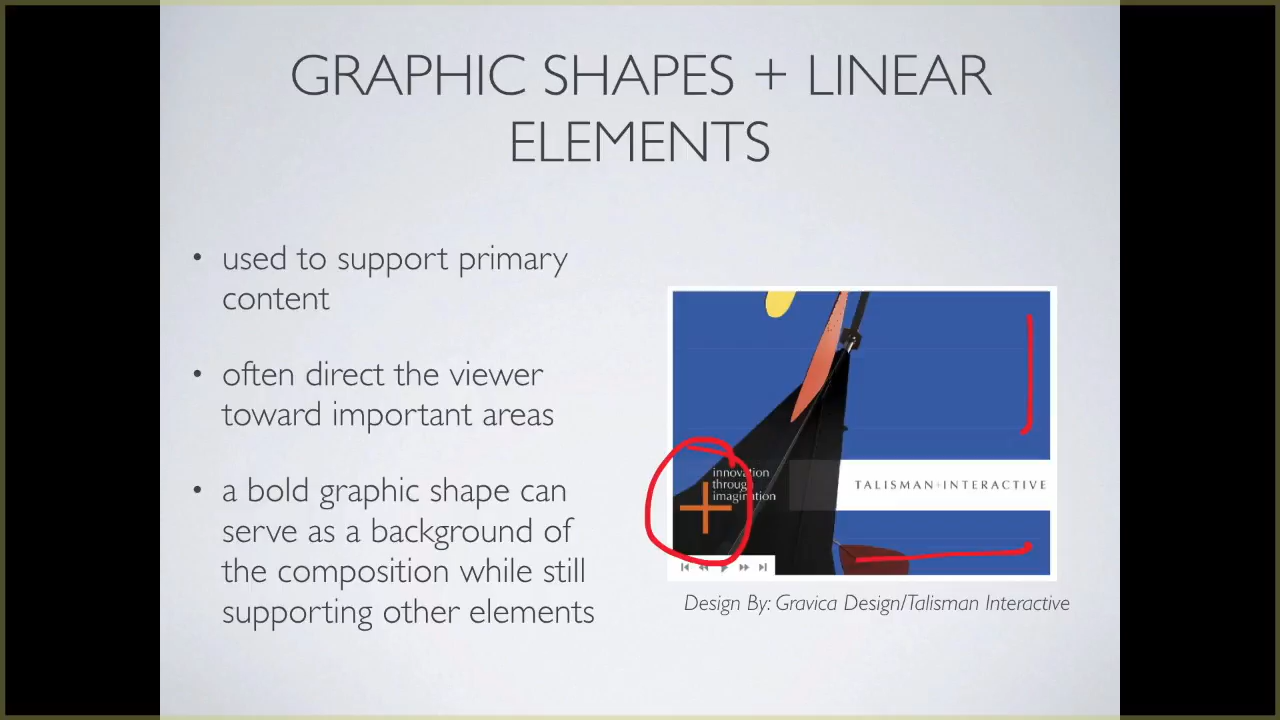 GRAPHIC SHAPES + LINEAR
ELEMENTS
• used to support primary
content
• often direct the viewer
toward important areas
• a bold graphic shape can
serve as a background of
the composition while still
supporting other elements
innovation
through
imagination
TALISMAN+INTERACTIVE
Design By: Gravica Design/Talisman Interactive